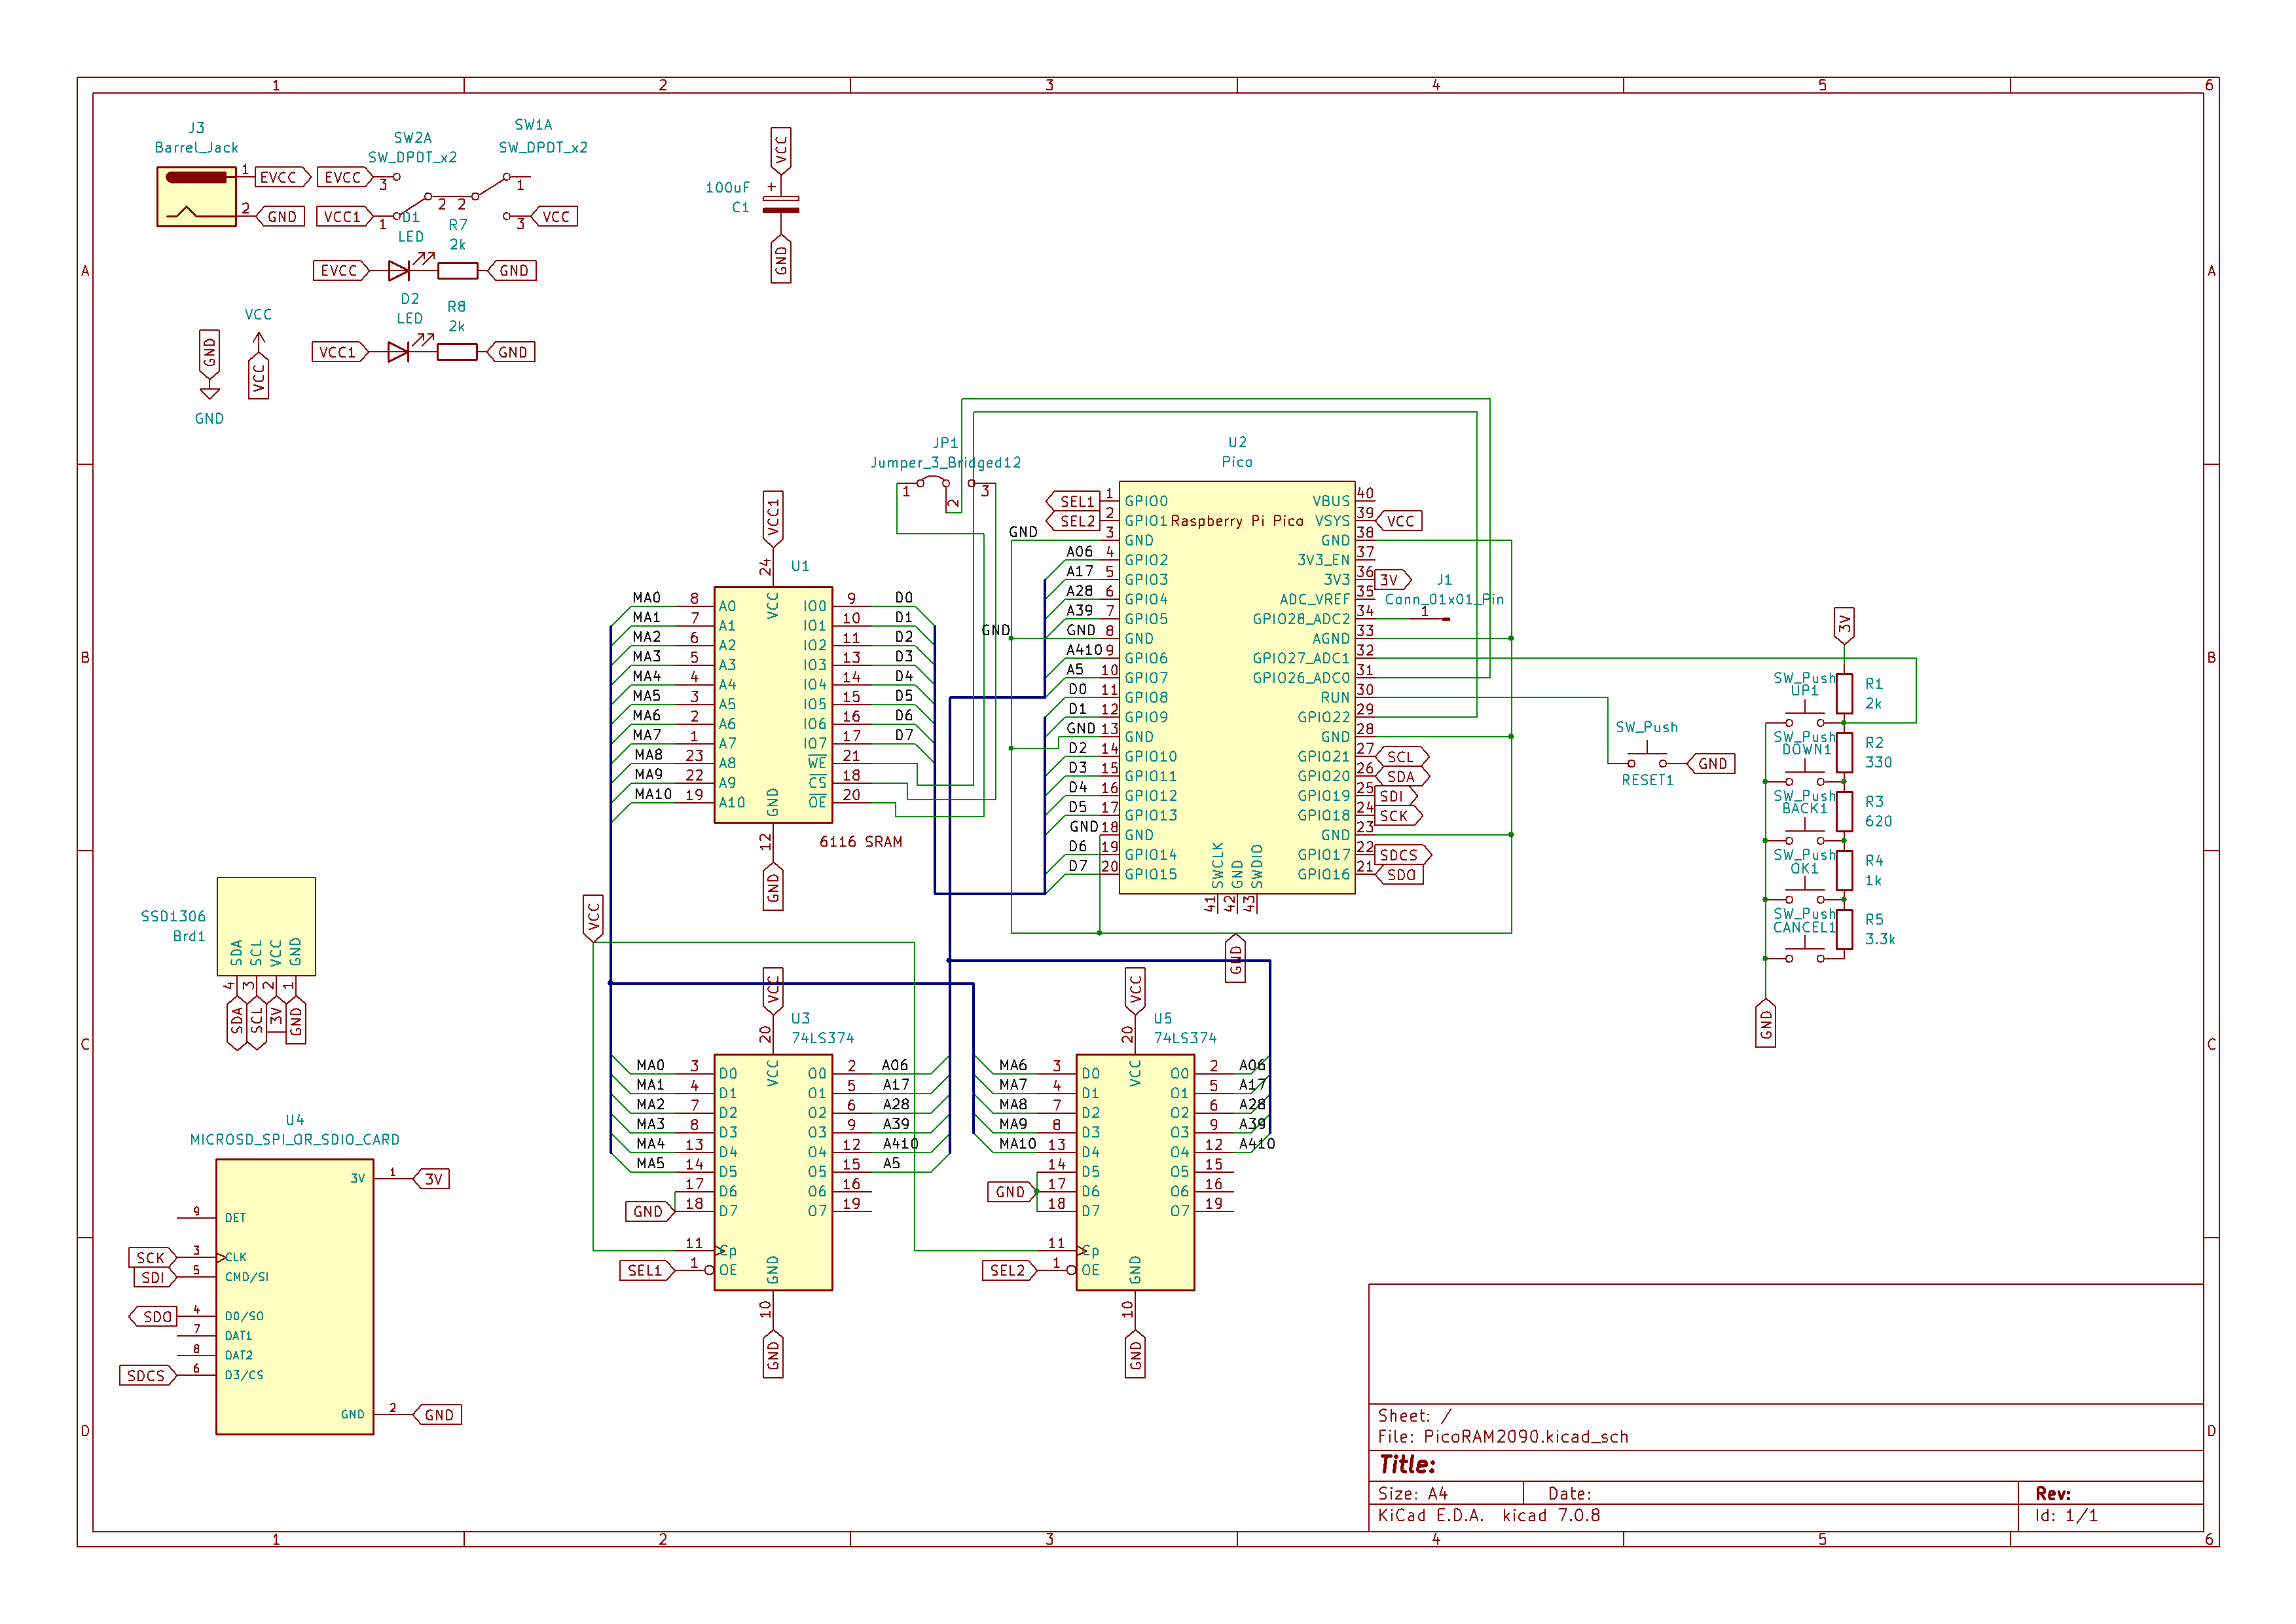 1 2 3 4 5 6
A B C D
J3
Barrel_Jack
1 EVCC
2 GND
SW2A
SW_DPDT_x2
EVCC 3
VCC1 1
2
SW1A
SW_DPDT_x2
2
1
3 VCC
D1
LED
R7
2k
EVCC GND
D2
LED
R8
2k
VCC1 GND
GND
GND
VCC
VCC
VCC
100uF
C1
+
GND
JP1
Jumper_3_Bridged12
1 2 3
VCC1
24
U1
MA0 8 A0
MA1 7 A1
MA2 6 A2
MA3 5 A3
MA4 4 A4
MA5 3 A5
MA6 2 A6
MA7 1 A7
MA8 23 A8
MA9 22 A9
MA10 19 A10
VCC
GND
IO0 9 D0
IO1 10 D1
IO2 11 D2
IO3 13 D3
IO4 14 D4
IO5 15 D5
IO6 16 D6
IO7 17 D7
WE 21
CS 18
OE 20
6116 SRAM
12
GND
U2
Pico
Raspberry Pi Pico
SEL1 1 GPIO0
SEL2 2 GPIO1
GND 3 GND
A06 4 GPIO2
A17 5 GPIO3
A28 6 GPIO4
A39 7 GPIO5
GND GND 8 GND
A410 9 GPIO6
A5 10 GPIO7
D0 11 GPIO8
D1 12 GPIO9
GND 13 GND
D2 14 GPIO10
D3 15 GPIO11
D4 16 GPIO12
D5 17 GPIO13
GND 18 GND
D6 19 GPIO14
D7 20 GPIO15
VBUS 40
VSYS 39 VCC
GND 38
3V3_EN 37
3V3 36 3V
ADC_VREF 35
GPIO28_ADC2 34
AGND 33
GPIO27_ADC1 32
GPIO26_ADC0 31
RUN 30
GPIO22 29
GND 28
GPIO21 27 SCL
GPIO20 26 SDA
GPIO19 25 SDI
GPIO18 24 SCK
GND 23
GPIO17 22 SDCS
GPIO16 21 SDO
SWCLK GND SWDIO
41 42 43
GND
J1
Conn_01x01_Pin
1
SW_Push
RESET1
GND
3V
SW_Push
UP1
R1
2k
SW_Push
DOWN1
R2
330
SW_Push
BACK1
R3
620
SW_Push
OK1
R4
1k
SW_Push
CANCEL1
R5
3.3k
GND
SSD1306
Brd1
SDA SCL VCC GND
4 3 2 1
SDA SCL 3V GND
VCC
VCC
20
U3
74LS374
MA0 3 D0
MA1 4 D1
MA2 7 D2
MA3 8 D3
MA4 13 D4
MA5 14 D5
17 D6
GND 18 D7
11 Cp
SEL1 1 OE
VCC
GND
O0 2 A06
O1 5 A17
O2 6 A28
O3 9 A39
O4 12 A410
O5 15 A5
O6 16
O7 19
10
GND
VCC
20
U5
74LS374
MA6 3 D0
MA7 4 D1
MA8 7 D2
MA9 8 D3
MA10 13 D4
14 D5
GND 17 D6
18 D7
11 Cp
SEL2 1 OE
VCC
GND
O0 2 A06
O1 5 A17
O2 6 A28
O3 9 A39
O4 12 A410
O5 15
O6 16
O7 19
10
GND
U4
MICROSD_SPI_OR_SDIO_CARD
3V 1 3V
9 DET
SCK 3 CLK
SDI 5 CMD/SI
SDO 4 D0/SO
7 DAT1
8 DAT2
SDCS 6 D3/CS
GND 2 GND
Sheet: /
File: PicoRAM2090.kicad_sch
Title:
Size: A4 Date: Rev:
KiCad E.D.A. kicad 7.0.8 Id: 1/1
1 2 3 4 5 6
A B C D